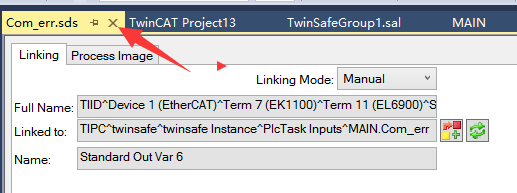 Com_err.sds TwinCAT Project13 TwinSafeGroup1.sal MAIN
Linking Process Image
Linking Mode: Manual
Full Name: TIID^Device 1 (EtherCAT)^Term 7 (EK1100)^Term 11 (EL6900)^S
Linked to: TIPC^twinsafe^twinsafe Instance^PlcTask Inputs^MAIN.Com_err
Name: Standard Out Var 6